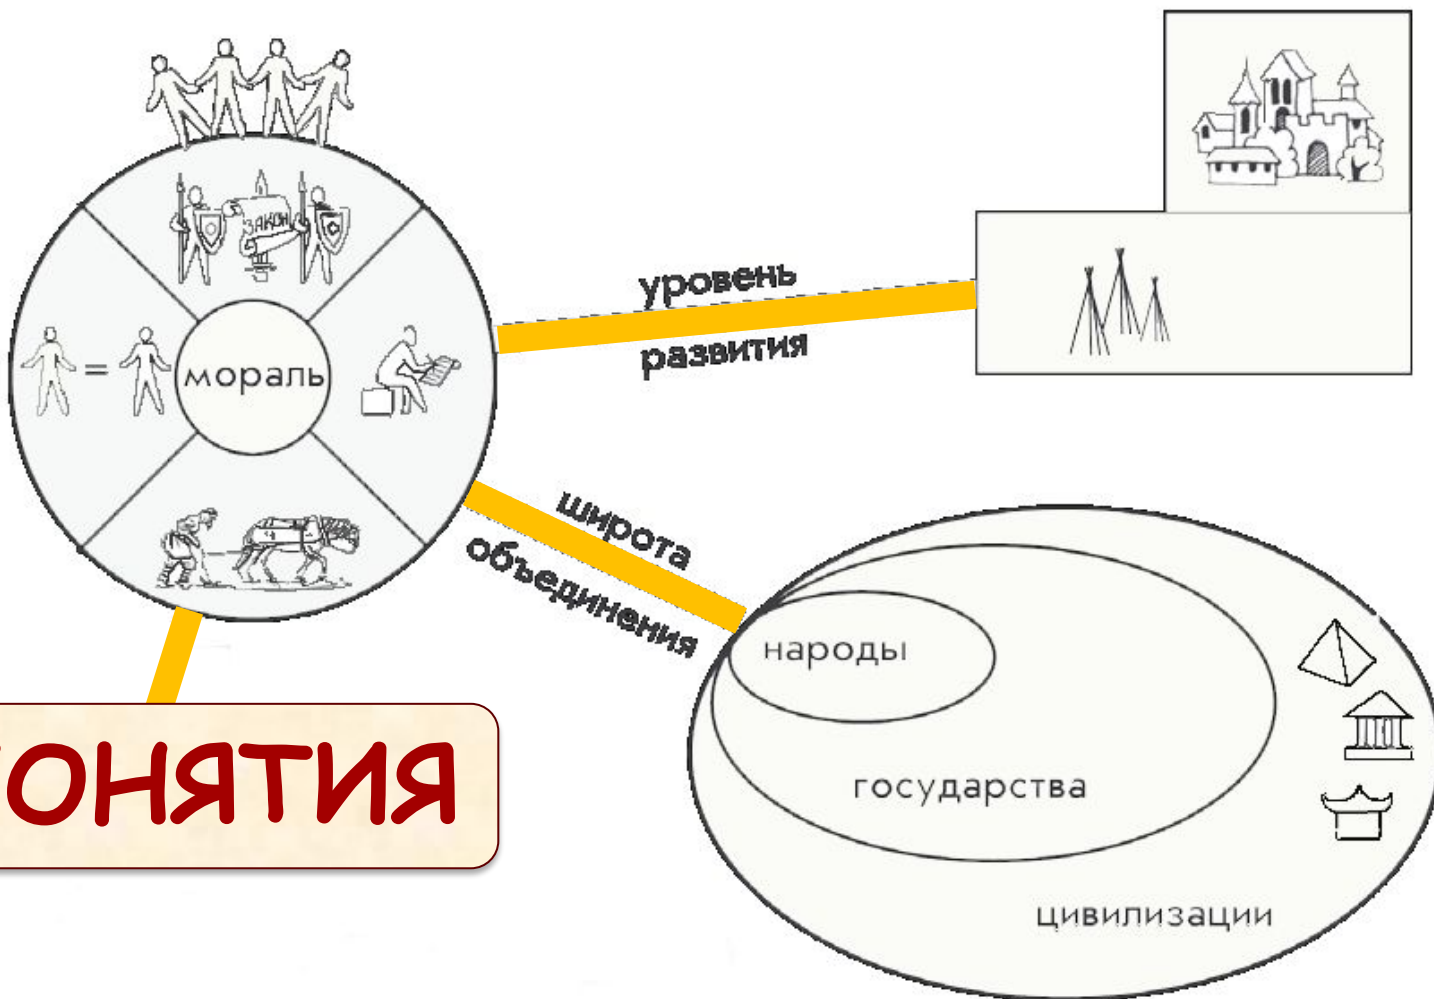 ЗАКОН
мораль
уровень
развития
широта
объединения
народы
государства
цивилизации
ОНЯТИЯ